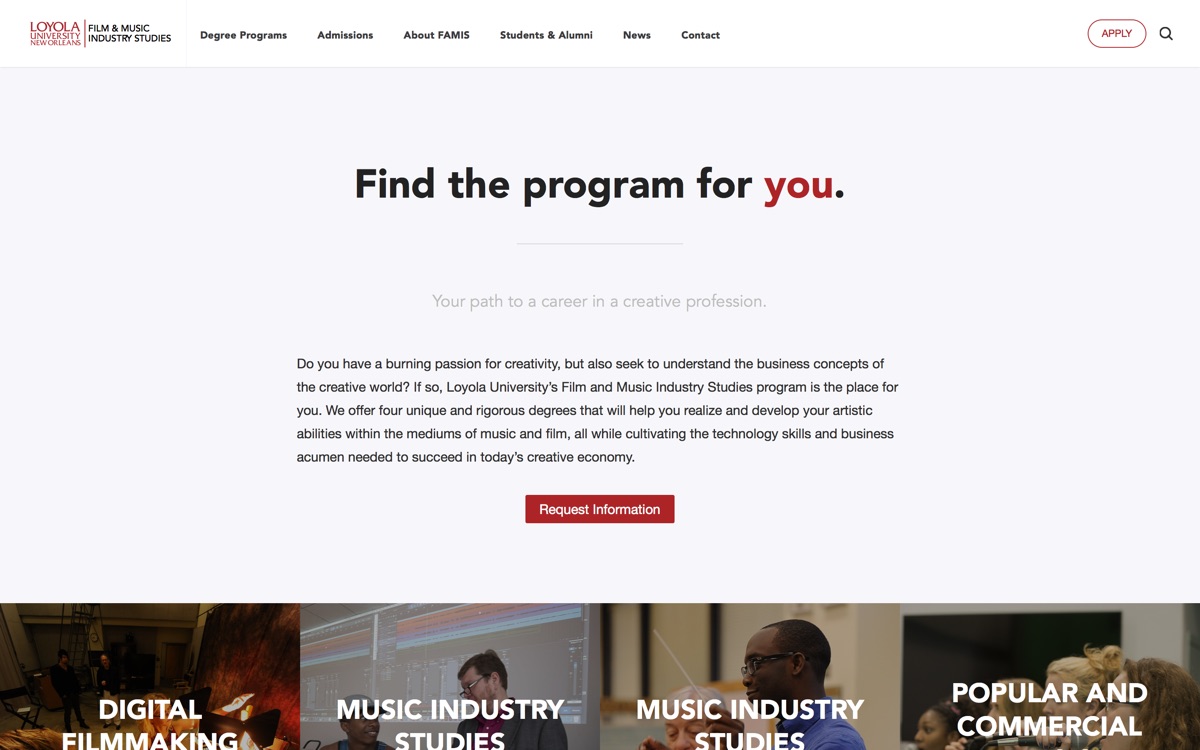 LOYOLA
UNIVERSITY
NEW ORLEANS
FILM & MUSIC
INDUSTRY STUDIES
Degree Programs
Admissions
About FAMIS
Students & Alumni
News
Contact
APPLY
Find the program for you.
Your path to a career in a creative profession.
Do you have a burning passion for creativity, but also seek to understand the business concepts of
the creative world? If so, Loyola University’s Film and Music Industry Studies program is the place for
you. We offer four unique and rigorous degrees that will help you realize and develop your artistic
abilities within the mediums of music and film, all while cultivating the technology skills and business
acumen needed to succeed in today’s creative economy.
Request Information
DIGITAL
FILMMAKING
MUSIC INDUSTRY
STUDIES
MUSIC INDUSTRY
STUDIES
POPULAR AND
COMMERCIAL